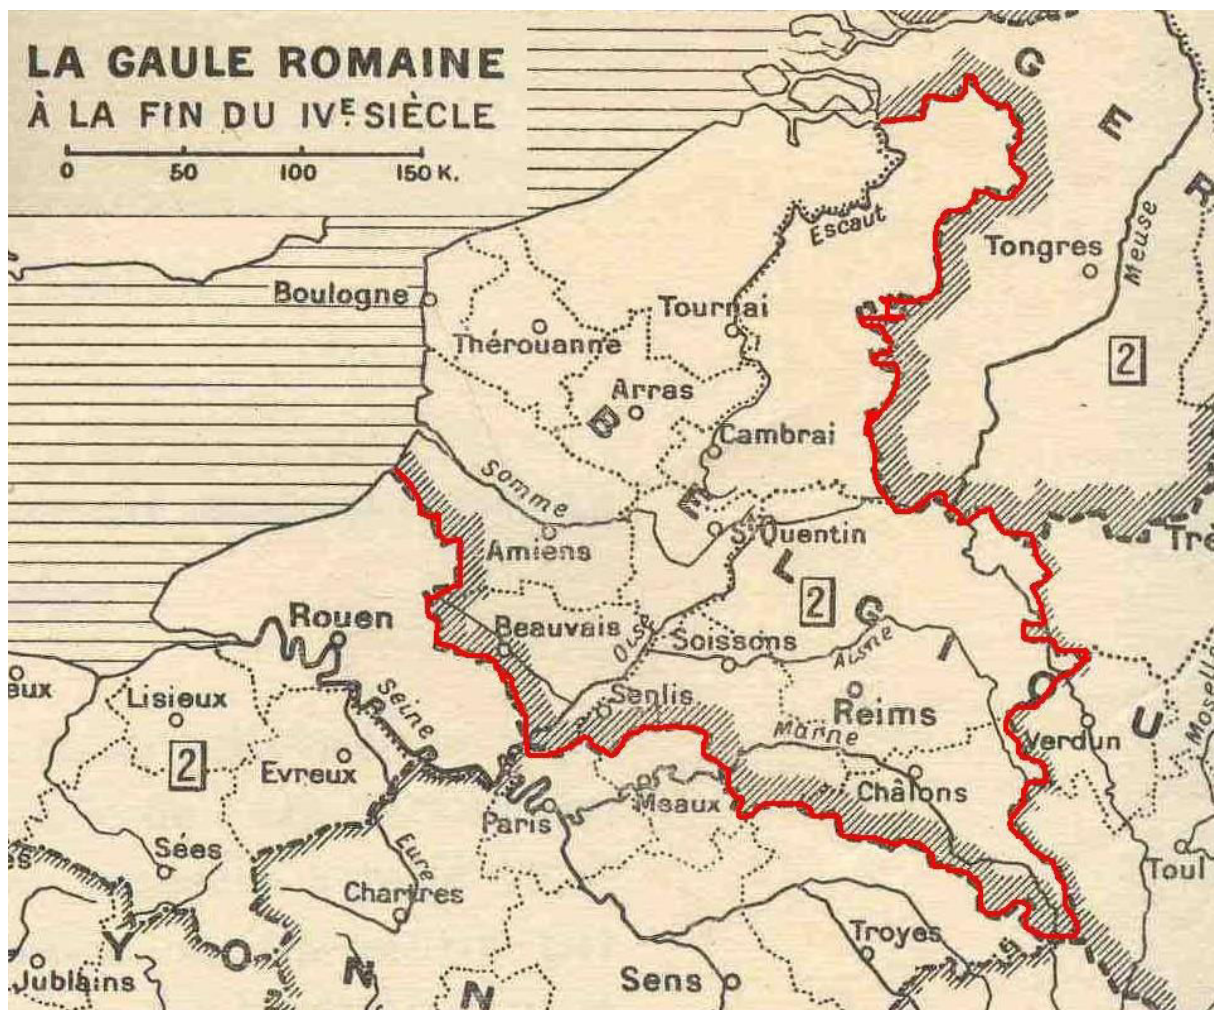 LA GAULE ROMAINE
À LA FIN DU IVE. SIÈCLE
0 50 100 150 K.
G
E
R
Meuse
Escaut
Tongres
Boulogne
Tournai
Thérouanne
2
Arras
B
Cambrai
Somme
E
St Quentin
Amiens
L
2
G
Rouen
Beauvais
Oise
Soissons
Aisne
I
Lisieux
Seine
Senlis
Reims
Q
U
Moselle
Marne
Verdun
2
Evreux
Meaux
Châlons
Paris
Sées
Eure
Toul
Chartres
Troyes
Y
O
N
N
Jublains
Sens